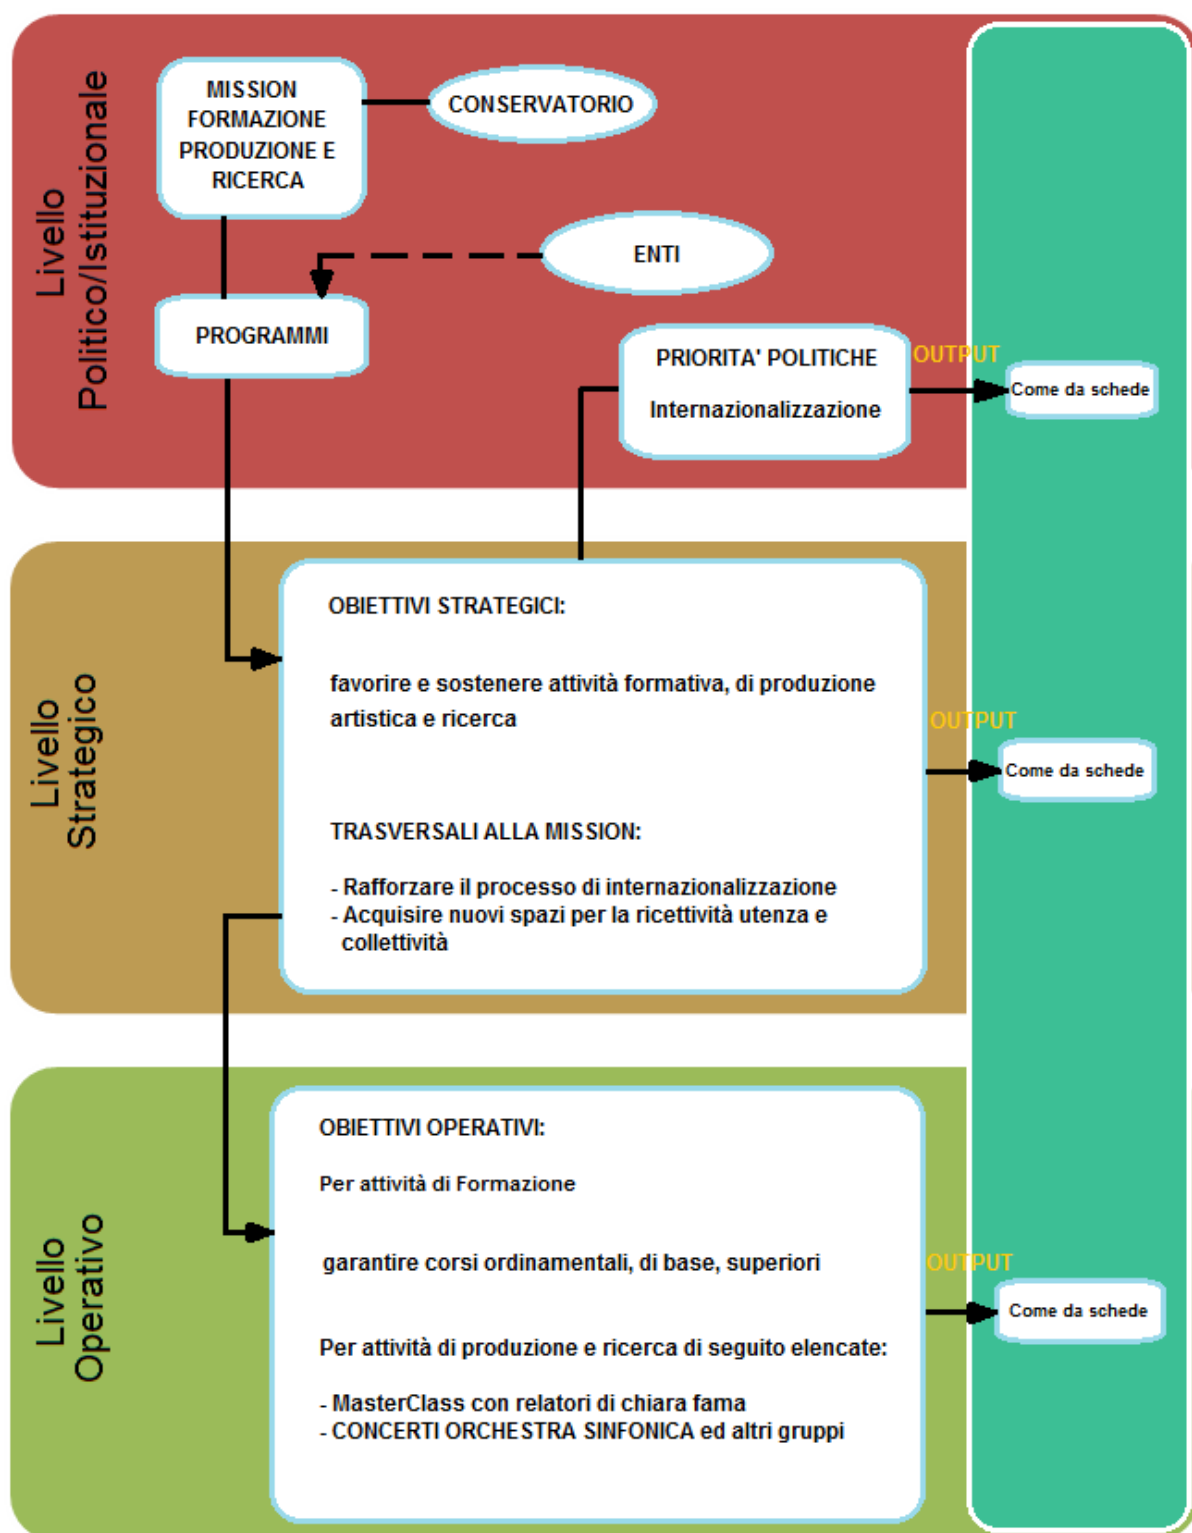 Livello
Politico/Istituzionale
MISSION
FORMAZIONE
PRODUZIONE E
RICERCA
CONSERVATORIO
ENTI
PROGRAMMI
PRIORITA' POLITICHE
Internazionalizzazione
OUTPUT
Come da schede
Livello
Strategico
OBIETTIVI STRATEGICI:
favorire e sostenere attività formativa, di produzione
artistica e ricerca
TRASVERSALI ALLA MISSION:
- Rafforzare il processo di internazionalizzazione
- Acquisire nuovi spazi per la ricettività utenza e
collettività
OUTPUT
Come da schede
Livello
Operativo
OBIETTIVI OPERATIVI:
Per attività di Formazione
garantire corsi ordinamentali, di base, superiori
Per attività di produzione e ricerca di seguito elencate:
- MasterClass con relatori di chiara fama
- CONCERTI ORCHESTRA SINFONICA ed altri gruppi
OUTPUT
Come da schede